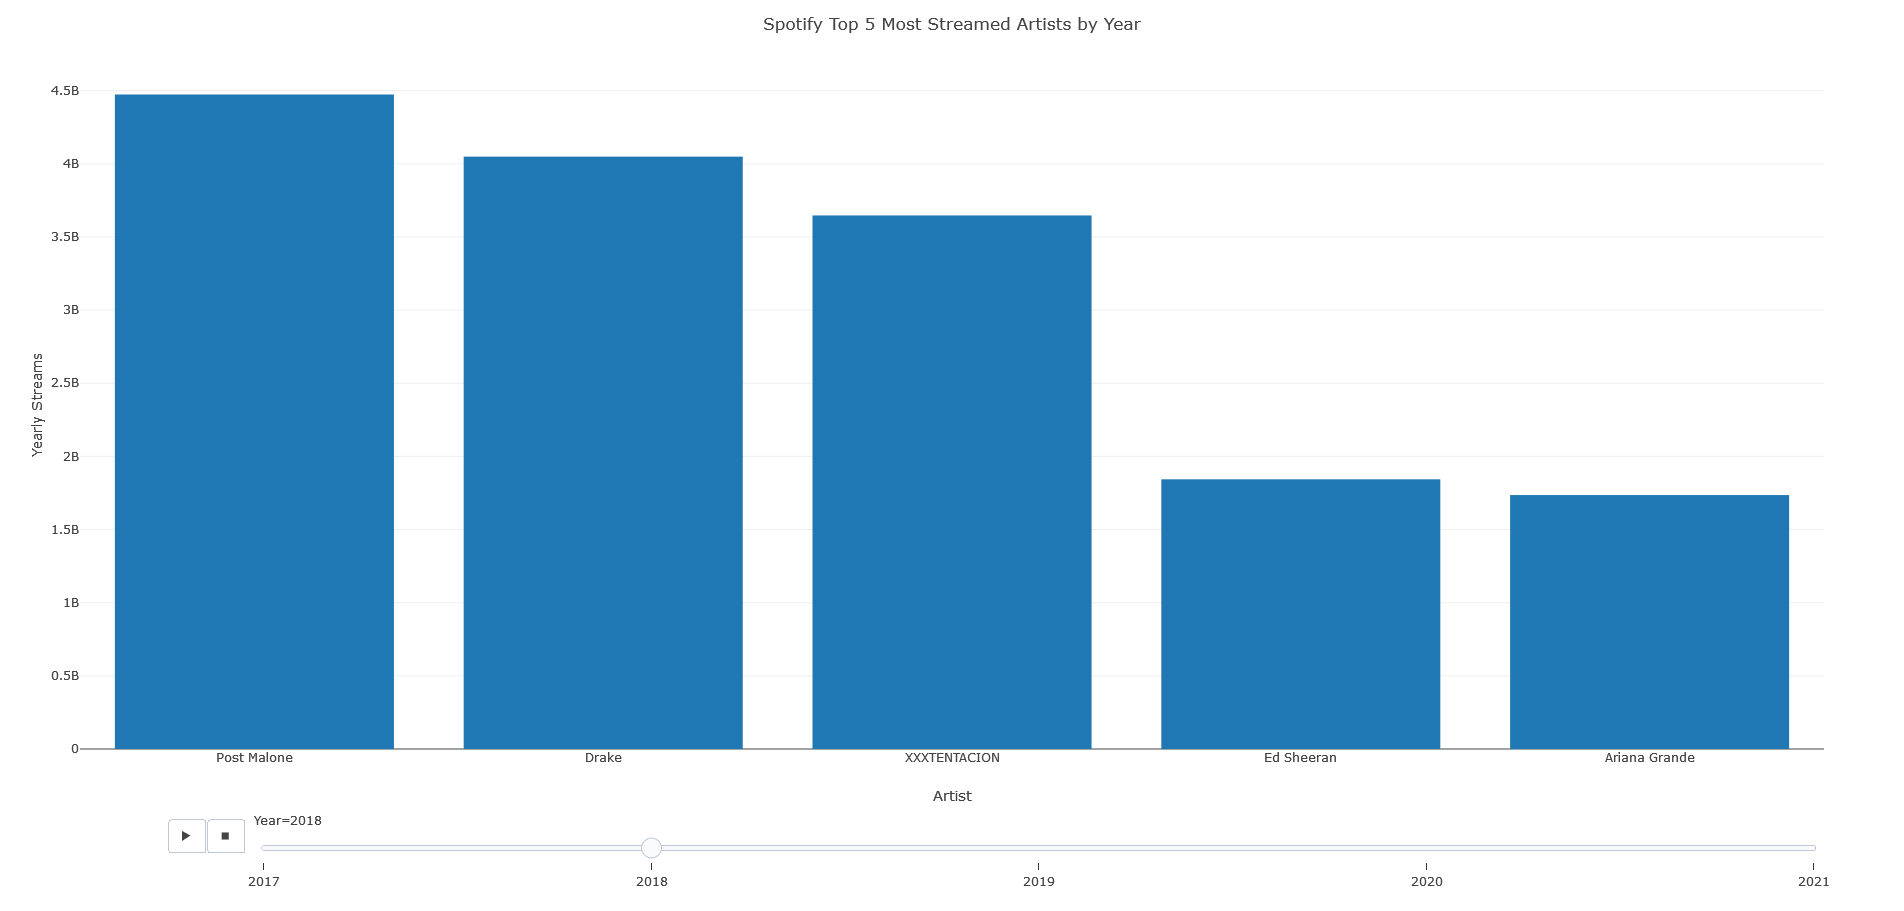 Spotify Top 5 Most Streamed Artists by Year
Yearly Streams
4.5B
4B
3.5B
3B
2.5B
2B
1.5B
1B
0.5B
0
Post Malone Drake XXXTENTACION Ed Sheeran Ariana Grande
Artist
Year=2018
2017 2018 2019 2020 2021